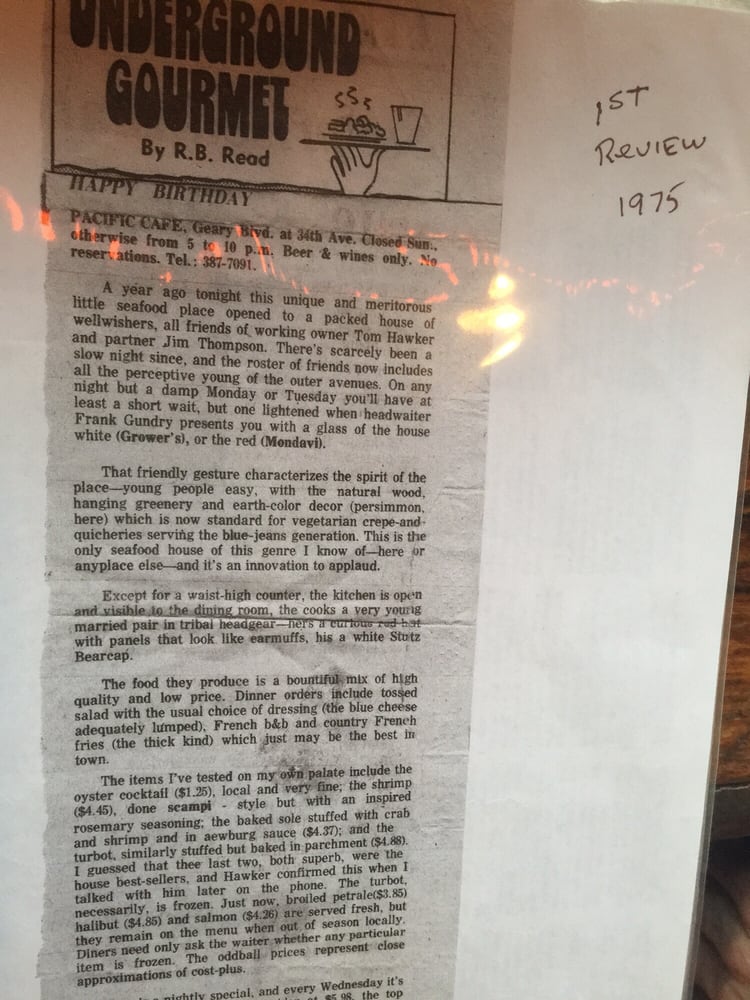 UNDERGROUND
GOURMET
By R.B. Read
1ST
REVIEW
1975
HAPPY BIRTHDAY
PACIFIC CAFE, Geary Blvd. at 34th Ave. Closed Sun.,
otherwise from 5 to 10 p.m. Beer & wines only. No
reservations. Tel.: 387-7091.
A year ago tonight this unique and meritorous
little seafood place opened to a packed house of
wellwishers, all friends of working owner Tom Hawker
and partner Jim Thompson. There's scarcely been a
slow night since, and the roster of friends now includes
all the perceptive young of the outer avenues. On any
night but a damp Monday or Tuesday you'll have at
least a short wait, but one lightened when headwaiter
Frank Gundry presents you with a glass of the house
white (Grower's), or the red (Mondavi).
That friendly gesture characterizes the spirit of the
place—young people easy, with the natural wood,
hanging greenery and earth-color decor (persimmon,
here) which is now standard for vegetarian crepe-and-
quicheries serving the blue-jeans generation. This is the
only seafood house of this genre I know of—here or
anyplace else—and it's an innovation to applaud.
Except for a waist-high counter, the kitchen is open
and visible to the dining room, the cooks a very young
married pair in tribal headgear—hers a curious red hat
with panels that look like earmuffs, his a white Stutz
Bearcap.
The food they produce is a bountiful mix of high
quality and low price. Dinner orders include tossed
salad with the usual choice of dressing (the blue cheese
adequately lumped), French b&b and country French
fries (the thick kind) which just may be the best in
town.
The items I've tested on my own palate include the
oyster cocktail ($1.25), local and very fine; the shrimp
($4.45), done scampi - style but with an inspired
rosemary seasoning; the baked sole stuffed with crab
and shrimp and in aewburg sauce ($4.37); and the
turbot, similarly stuffed but baked in parchment ($4.88).
I guessed that thee last two, both superb, were the
house best-sellers, and Hawker confirmed this when I
talked with him later on the phone. The turbot,
necessarily, is frozen. Just now, broiled petrale($3.85)
halibut ($4.85) and salmon ($4.26) are served fresh, but
they remain on the menu when out of season locally.
Diners need only ask the waiter whether any particular
item is frozen. The oddball prices represent close
approximations of cost-plus.
nightly special, and every Wednesday it's
$5.98, the top